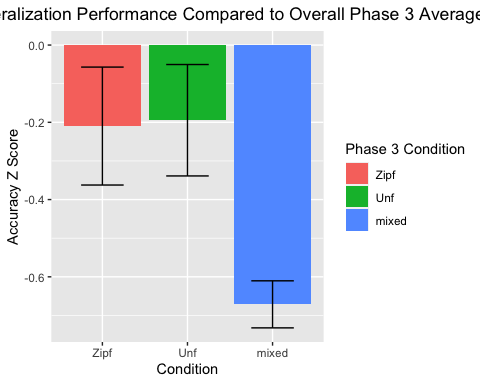 eralization Performance Compared to Overall Phase 3 Average
0.0
-0.2
-0.4
-0.6
Accuracy Z Score
Zipf
Unf
mixed
Condition
Phase 3 Condition
Zipf
Unf
mixed